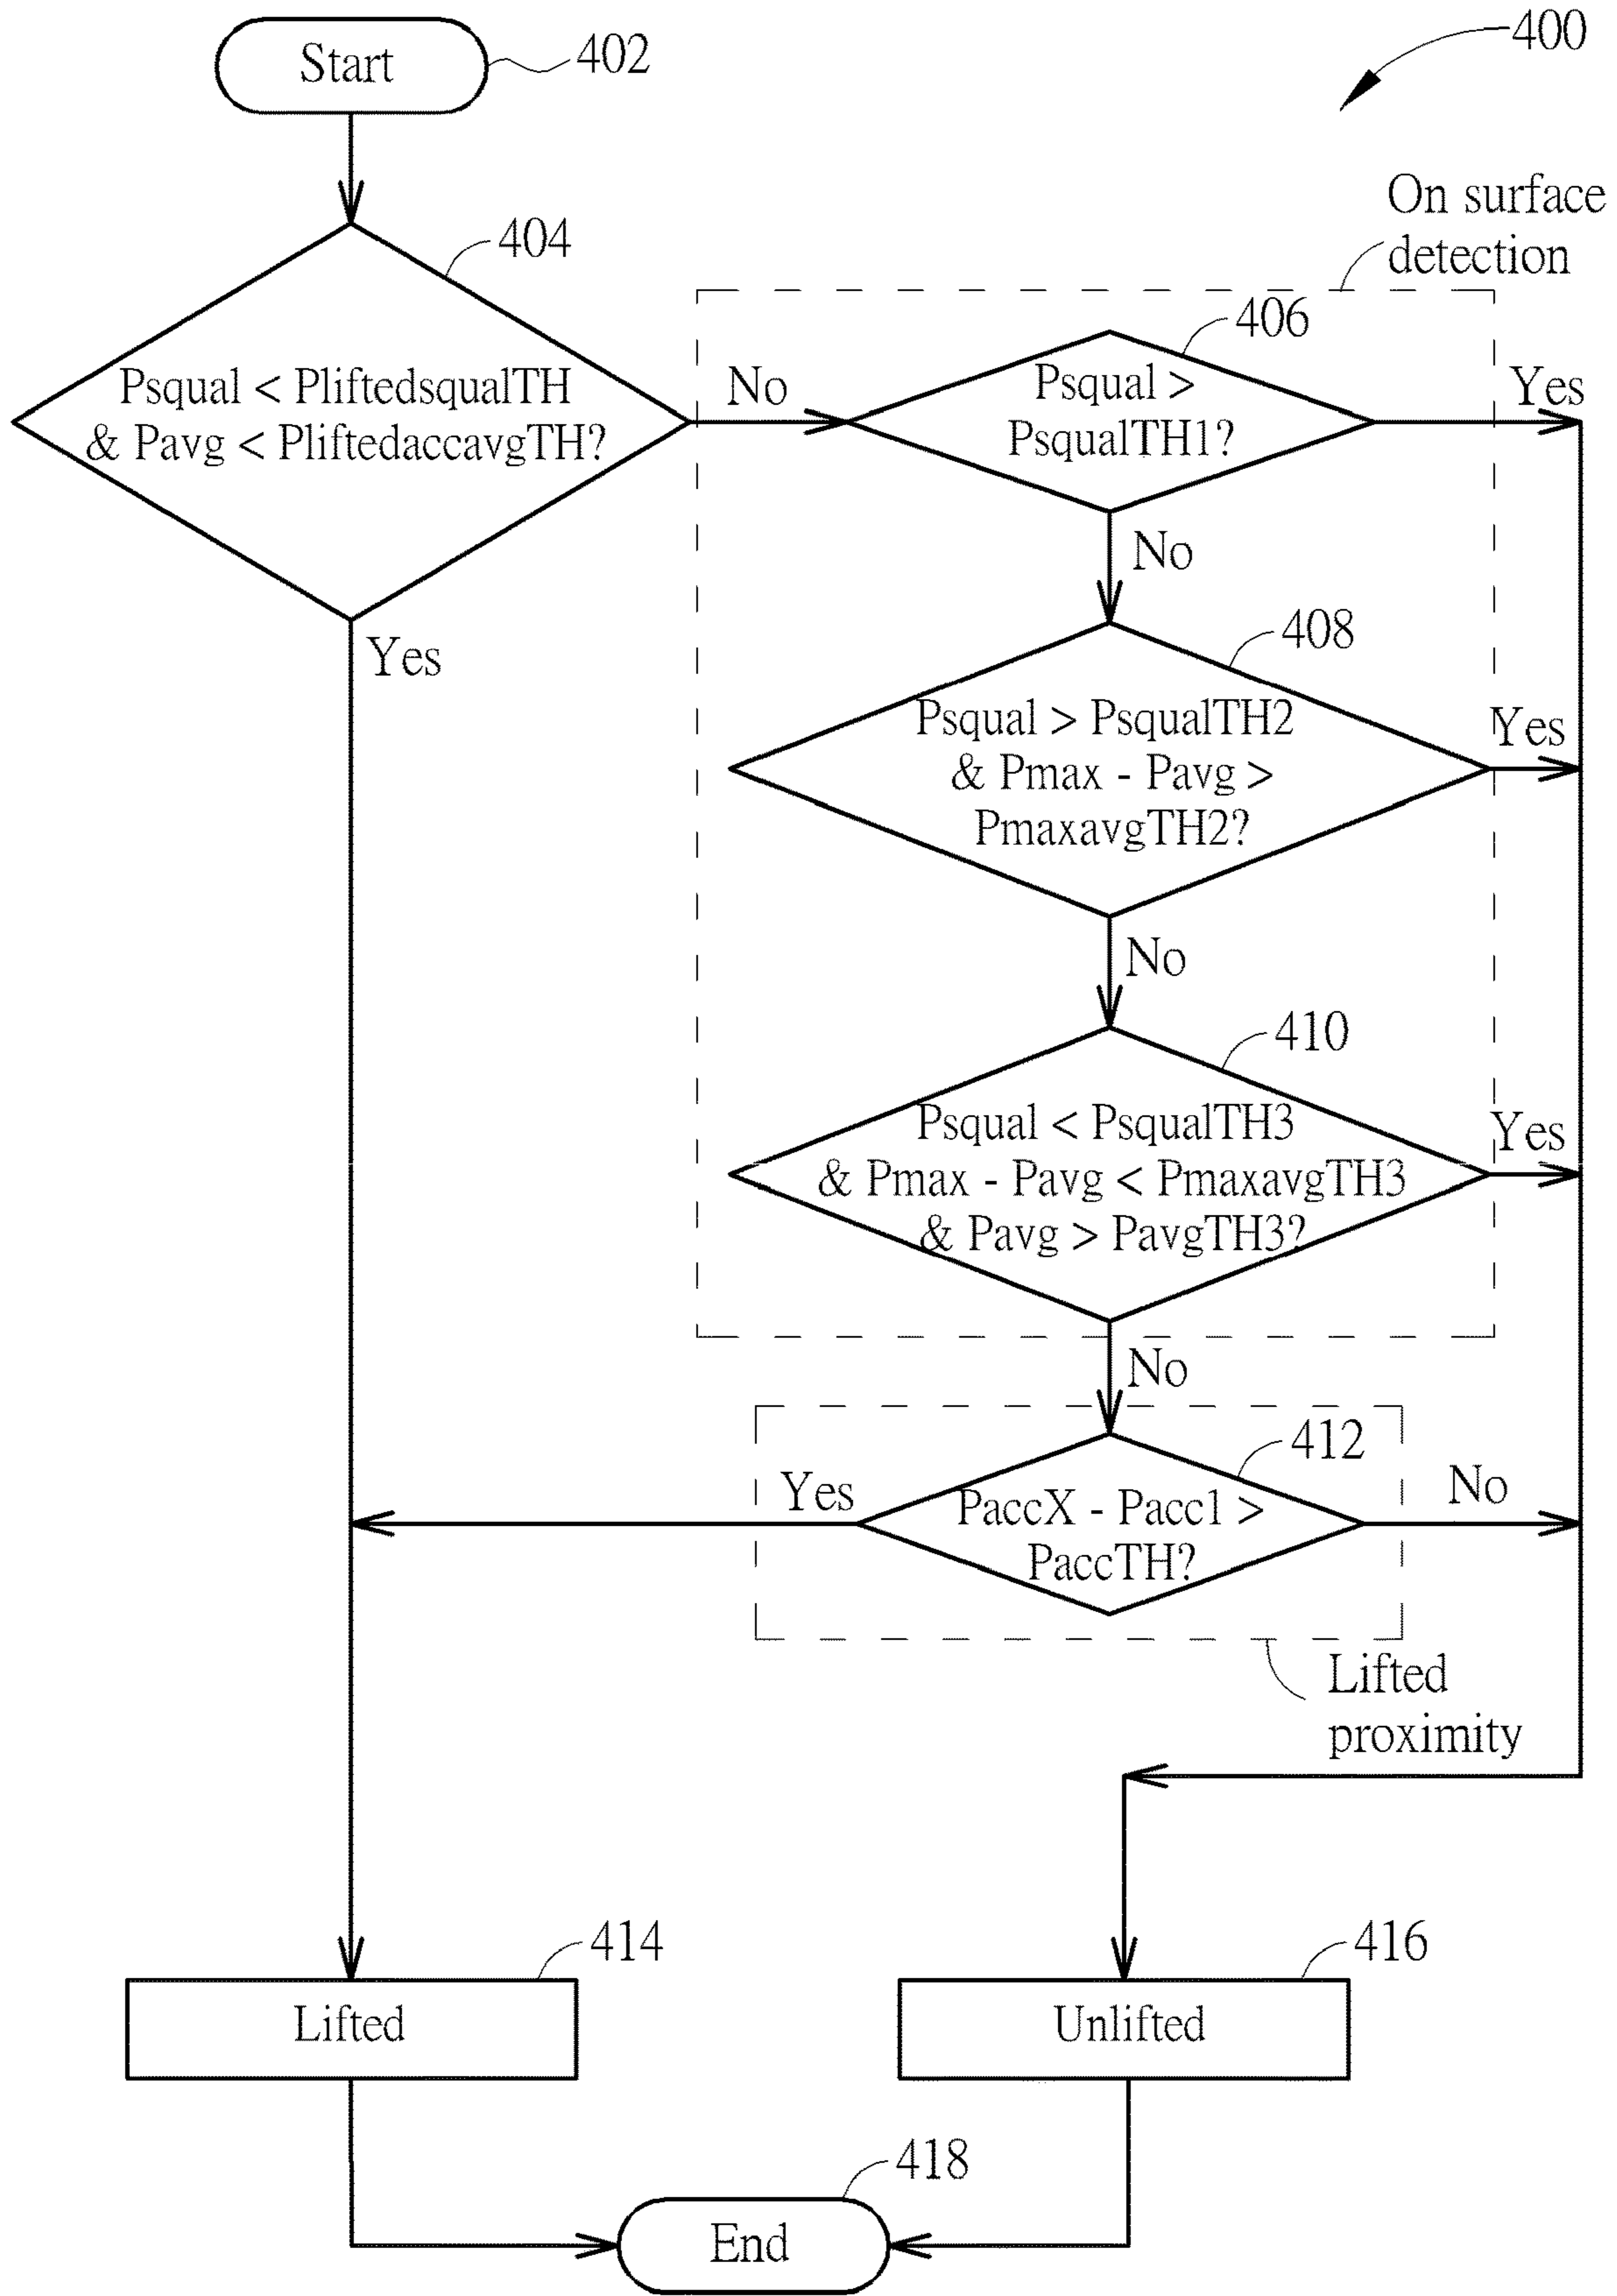 Start
402
400
On surface
detection
404
Psqual < PliftedsqualTH
& Pavg < PliftedaccavgTH?
No
406
Psqual >
PsqualTH1?
Yes
No
Yes
408
Psqual > PsqualTH2
& Pmax - Pavg >
PmaxavgTH2?
Yes
No
410
Psqual < PsqualTH3
& Pmax - Pavg < PmaxavgTH3
& Pavg > PavgTH3?
Yes
No
412
Yes
PaccX - Pacc1 >
PaccTH?
No
Lifted
proximity
414
Lifted
416
Unlifted
418
End